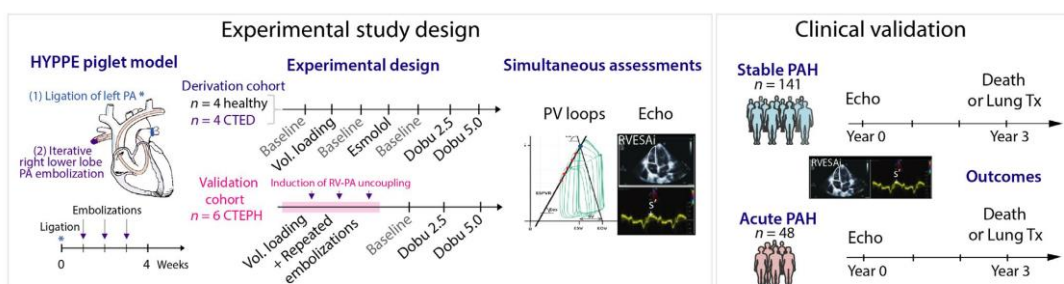 Experimental study design
HYPPE piglet model
(1) Ligation of left PA *
(2) Iterative
right lower lobe
PA embolization
Embolizations
Ligation
*
0
4 Weeks
Experimental design
Derivation cohort
n = 4 healthy
n = 4 CTED
Baseline
Vol. loading
Baseline
Esmolol
Baseline
Dobu 2.5
Dobu 5.0
Validation
cohort
n = 6 CTEPH
Induction of RV-PA uncoupling
Vol. loading
+ Repeated
embolizations
Baseline
Dobu 2.5
Dobu 5.0
Simultaneous assessments
PV loops
Echo
RVESAi
S'
Clinical validation
Stable PAH
n = 141
Echo
Death
or Lung Tx
Year 0
Year 3
RVESAi
S'
Outcomes
Acute PAH
n = 48
Echo
Death
or Lung Tx
Year 0
Year 3